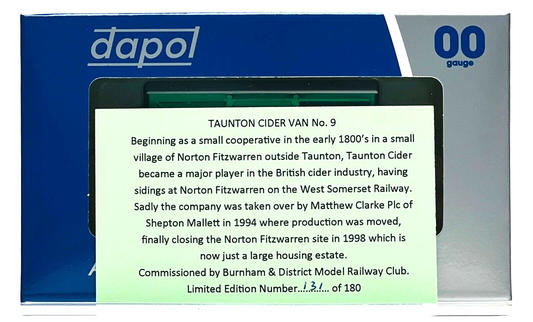 dapol
00
gauge
TAUNTON CIDER VAN No. 9
Beginning as a small cooperative in the early 1800's in a small
village of Norton Fitzwarren outside Taunton, Taunton Cider
became a major player in the British cider industry, having
sidings at Norton Fitzwarren on the West Somerset Railway.
Sadly the company was taken over by Matthew Clarke Plc of
Shepton Mallett in 1994 where production was moved,
finally closing the Norton Fitzwarren site in 1998 which is
now just a large housing estate.
Commissioned by Burnham & District Model Railway Club.
Limited Edition Number...131... of 180